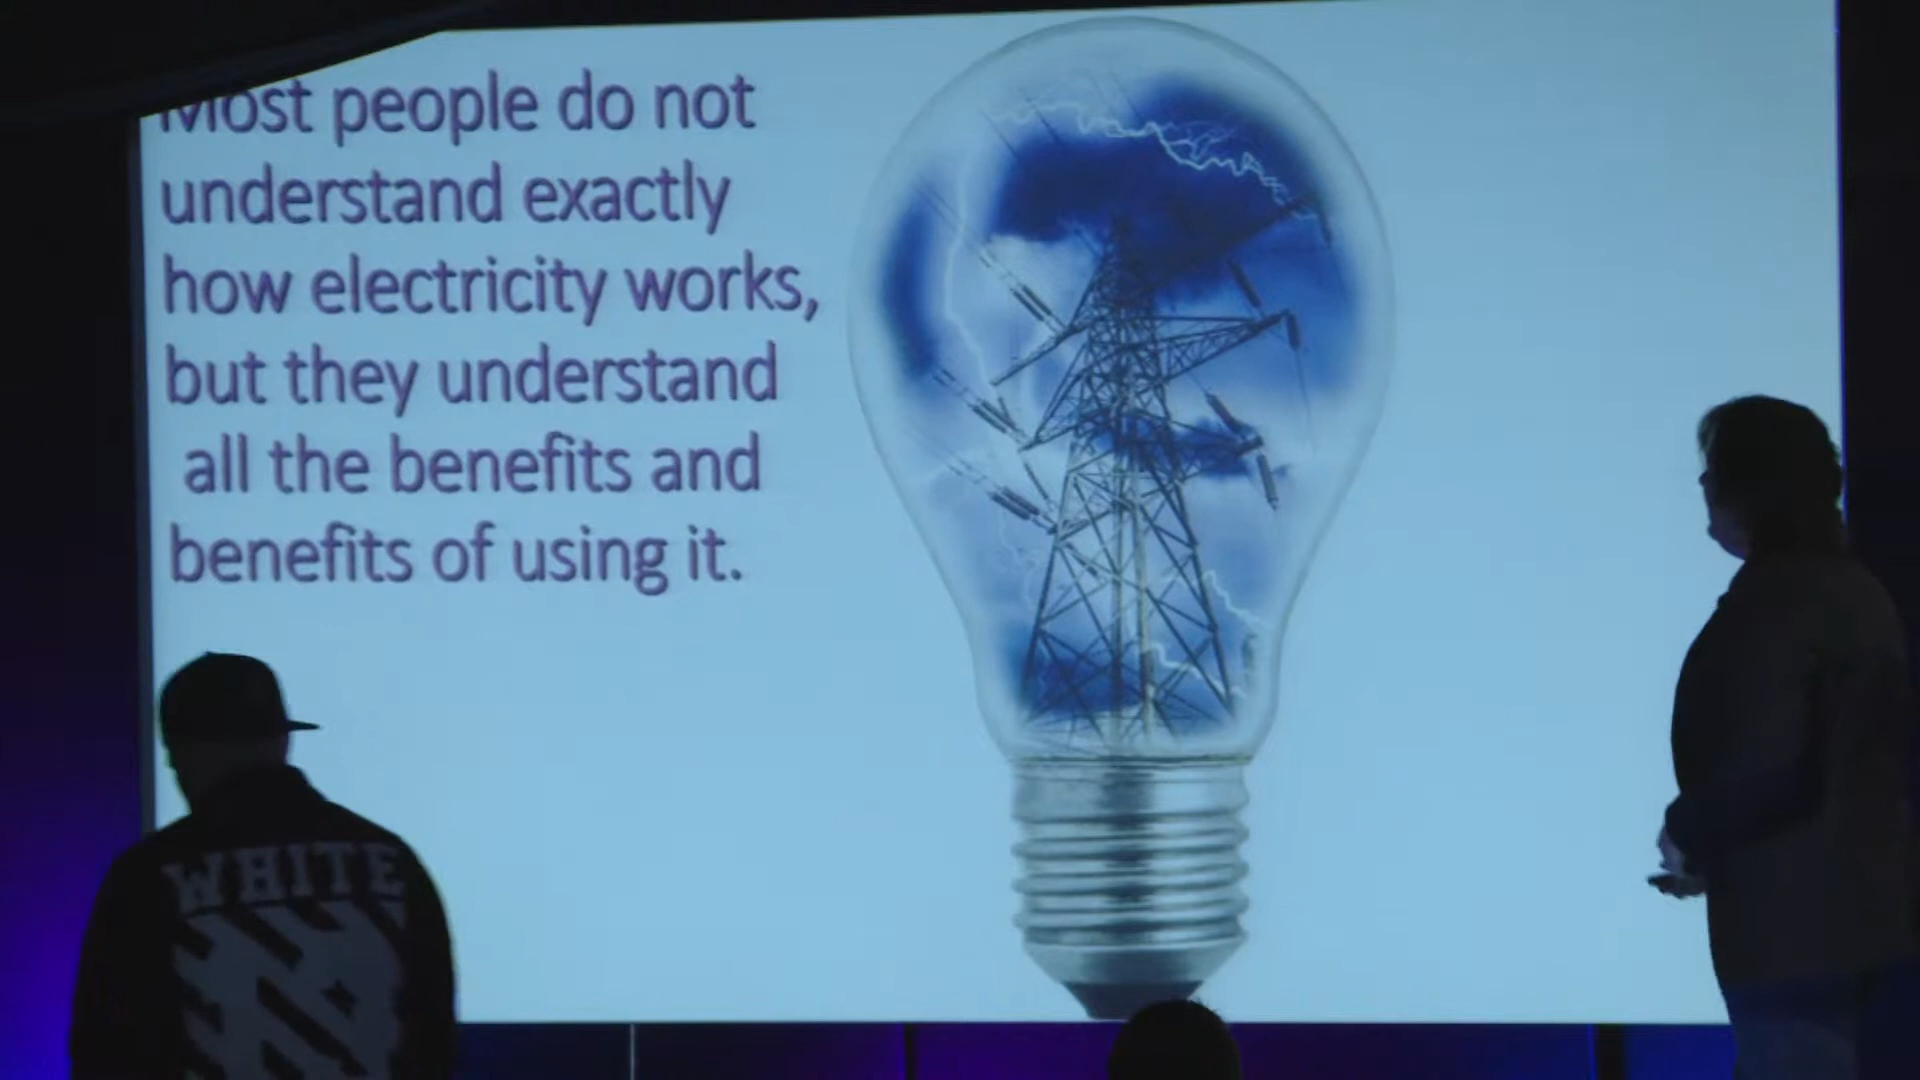 Most people do not
understand exactly
how electricity works,
but they understand
all the benefits and
benefits of using it.
WHITE